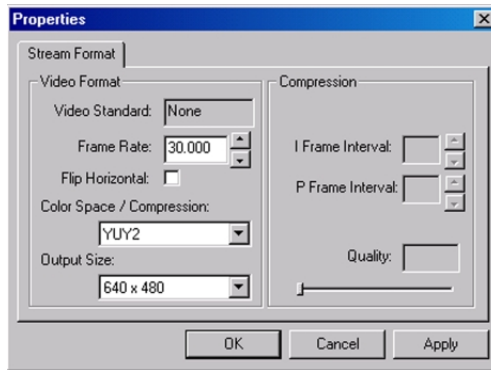 Properties
Stream Format
Video Format
Video Standard: None
Frame Rate: 30.000
Flip Horizontal:
Color Space / Compression:
YUY2
Output Size:
640 x 480
Compression
I Frame Interval:
P Frame Interval:
Quality:
OK Cancel Apply